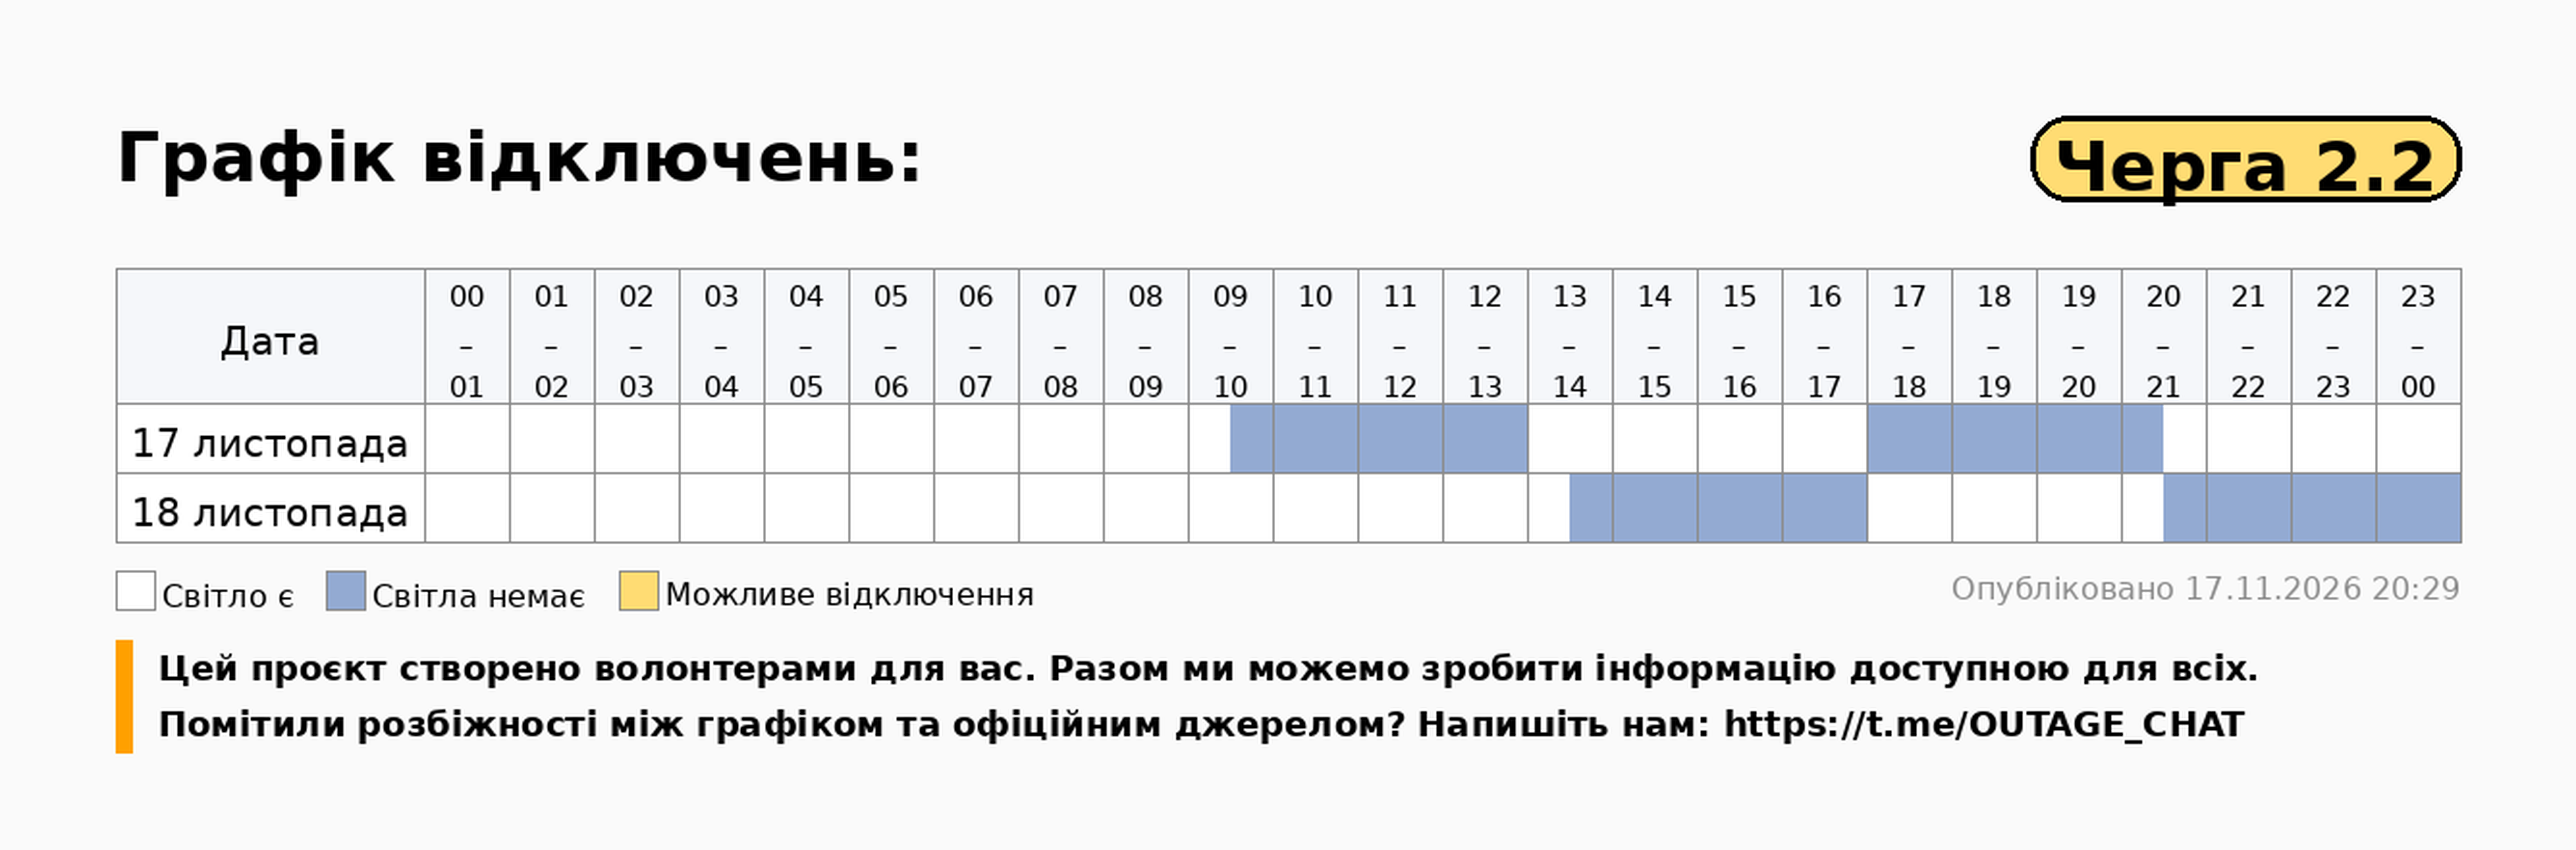 Графік відключень:
Черга 2.2
Дата 00 – 01 01 – 02 02 – 03 03 – 04 04 – 05 05 – 06 06 – 07 07 – 08 08 – 09 09 – 10 10 – 11 11 – 12 12 – 13 13 – 14 14 – 15 15 – 16 16 – 17 17 – 18 18 – 19 19 – 20 20 – 21 21 – 22 22 – 23 23 – 00
17 листопада
18 листопада
Світло є Світла немає Можливе відключення
Опубліковано 17.11.2026 20:29
Цей проєкт створено волонтерами для вас. Разом ми можемо зробити інформацію доступною для всіх.
Помітили розбіжності між графіком та офіційним джерелом? Напишіть нам: https://t.me/OUTAGE_CHAT